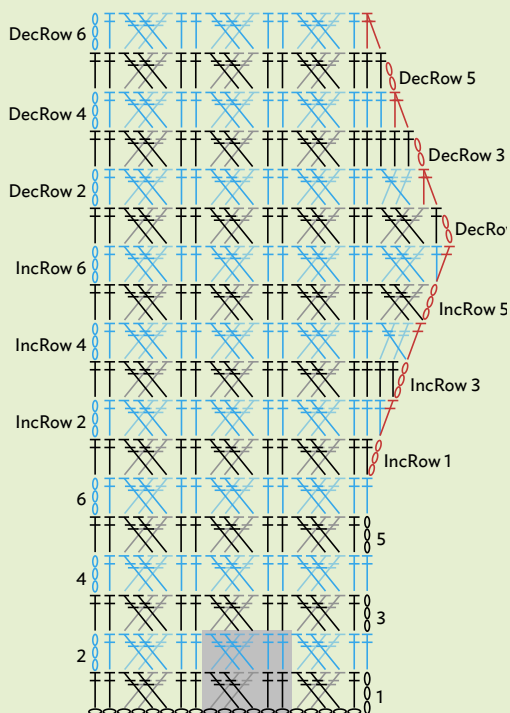 DecRow 6
DecRow 5
DecRow 4
DecRow 3
DecRow 2
IncRow 6
IncRow 5
IncRow 4
IncRow 3
IncRow 2
IncRow 1
6
5
4
3
2
1